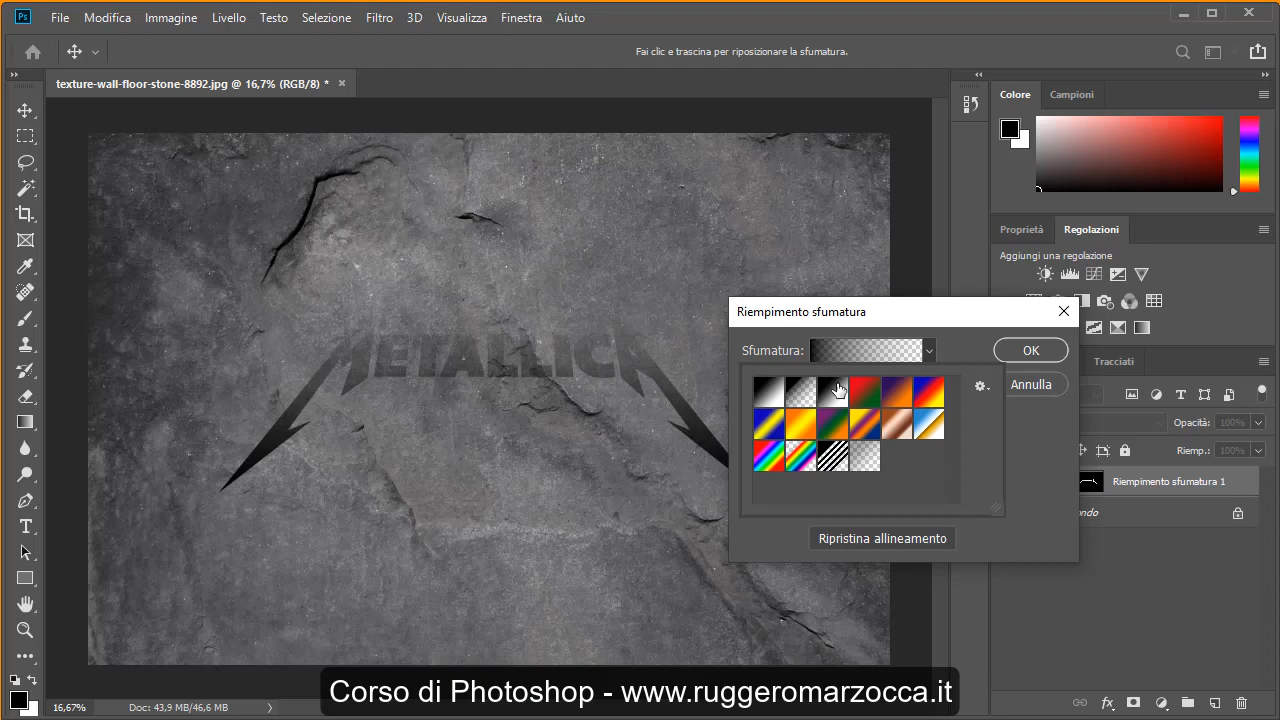 Ps File Modifica Immagine Livello Testo Selezione Filtro 3D Visualizza Finestra Aiuto
Fai clic e trascina per riposizionare la sfumatura.
texture-wall-floor-stone-8892.jpg @ 16,7% (RGB/8) *
Colore Campioni
Proprietà Regolazioni
Aggiungi una regolazione
METALLIC
Riempimento sfumatura
Sfumatura:
OK
Annulla
Ripristina allineamento
Tracciati
Opacità: 100%
Riemp.: 100%
Riempimento sfumatura 1
ondo
16,67% Doc: 43,9 MB/46,6 MB
Corso di Photoshop - www.ruggeromarzocca.it